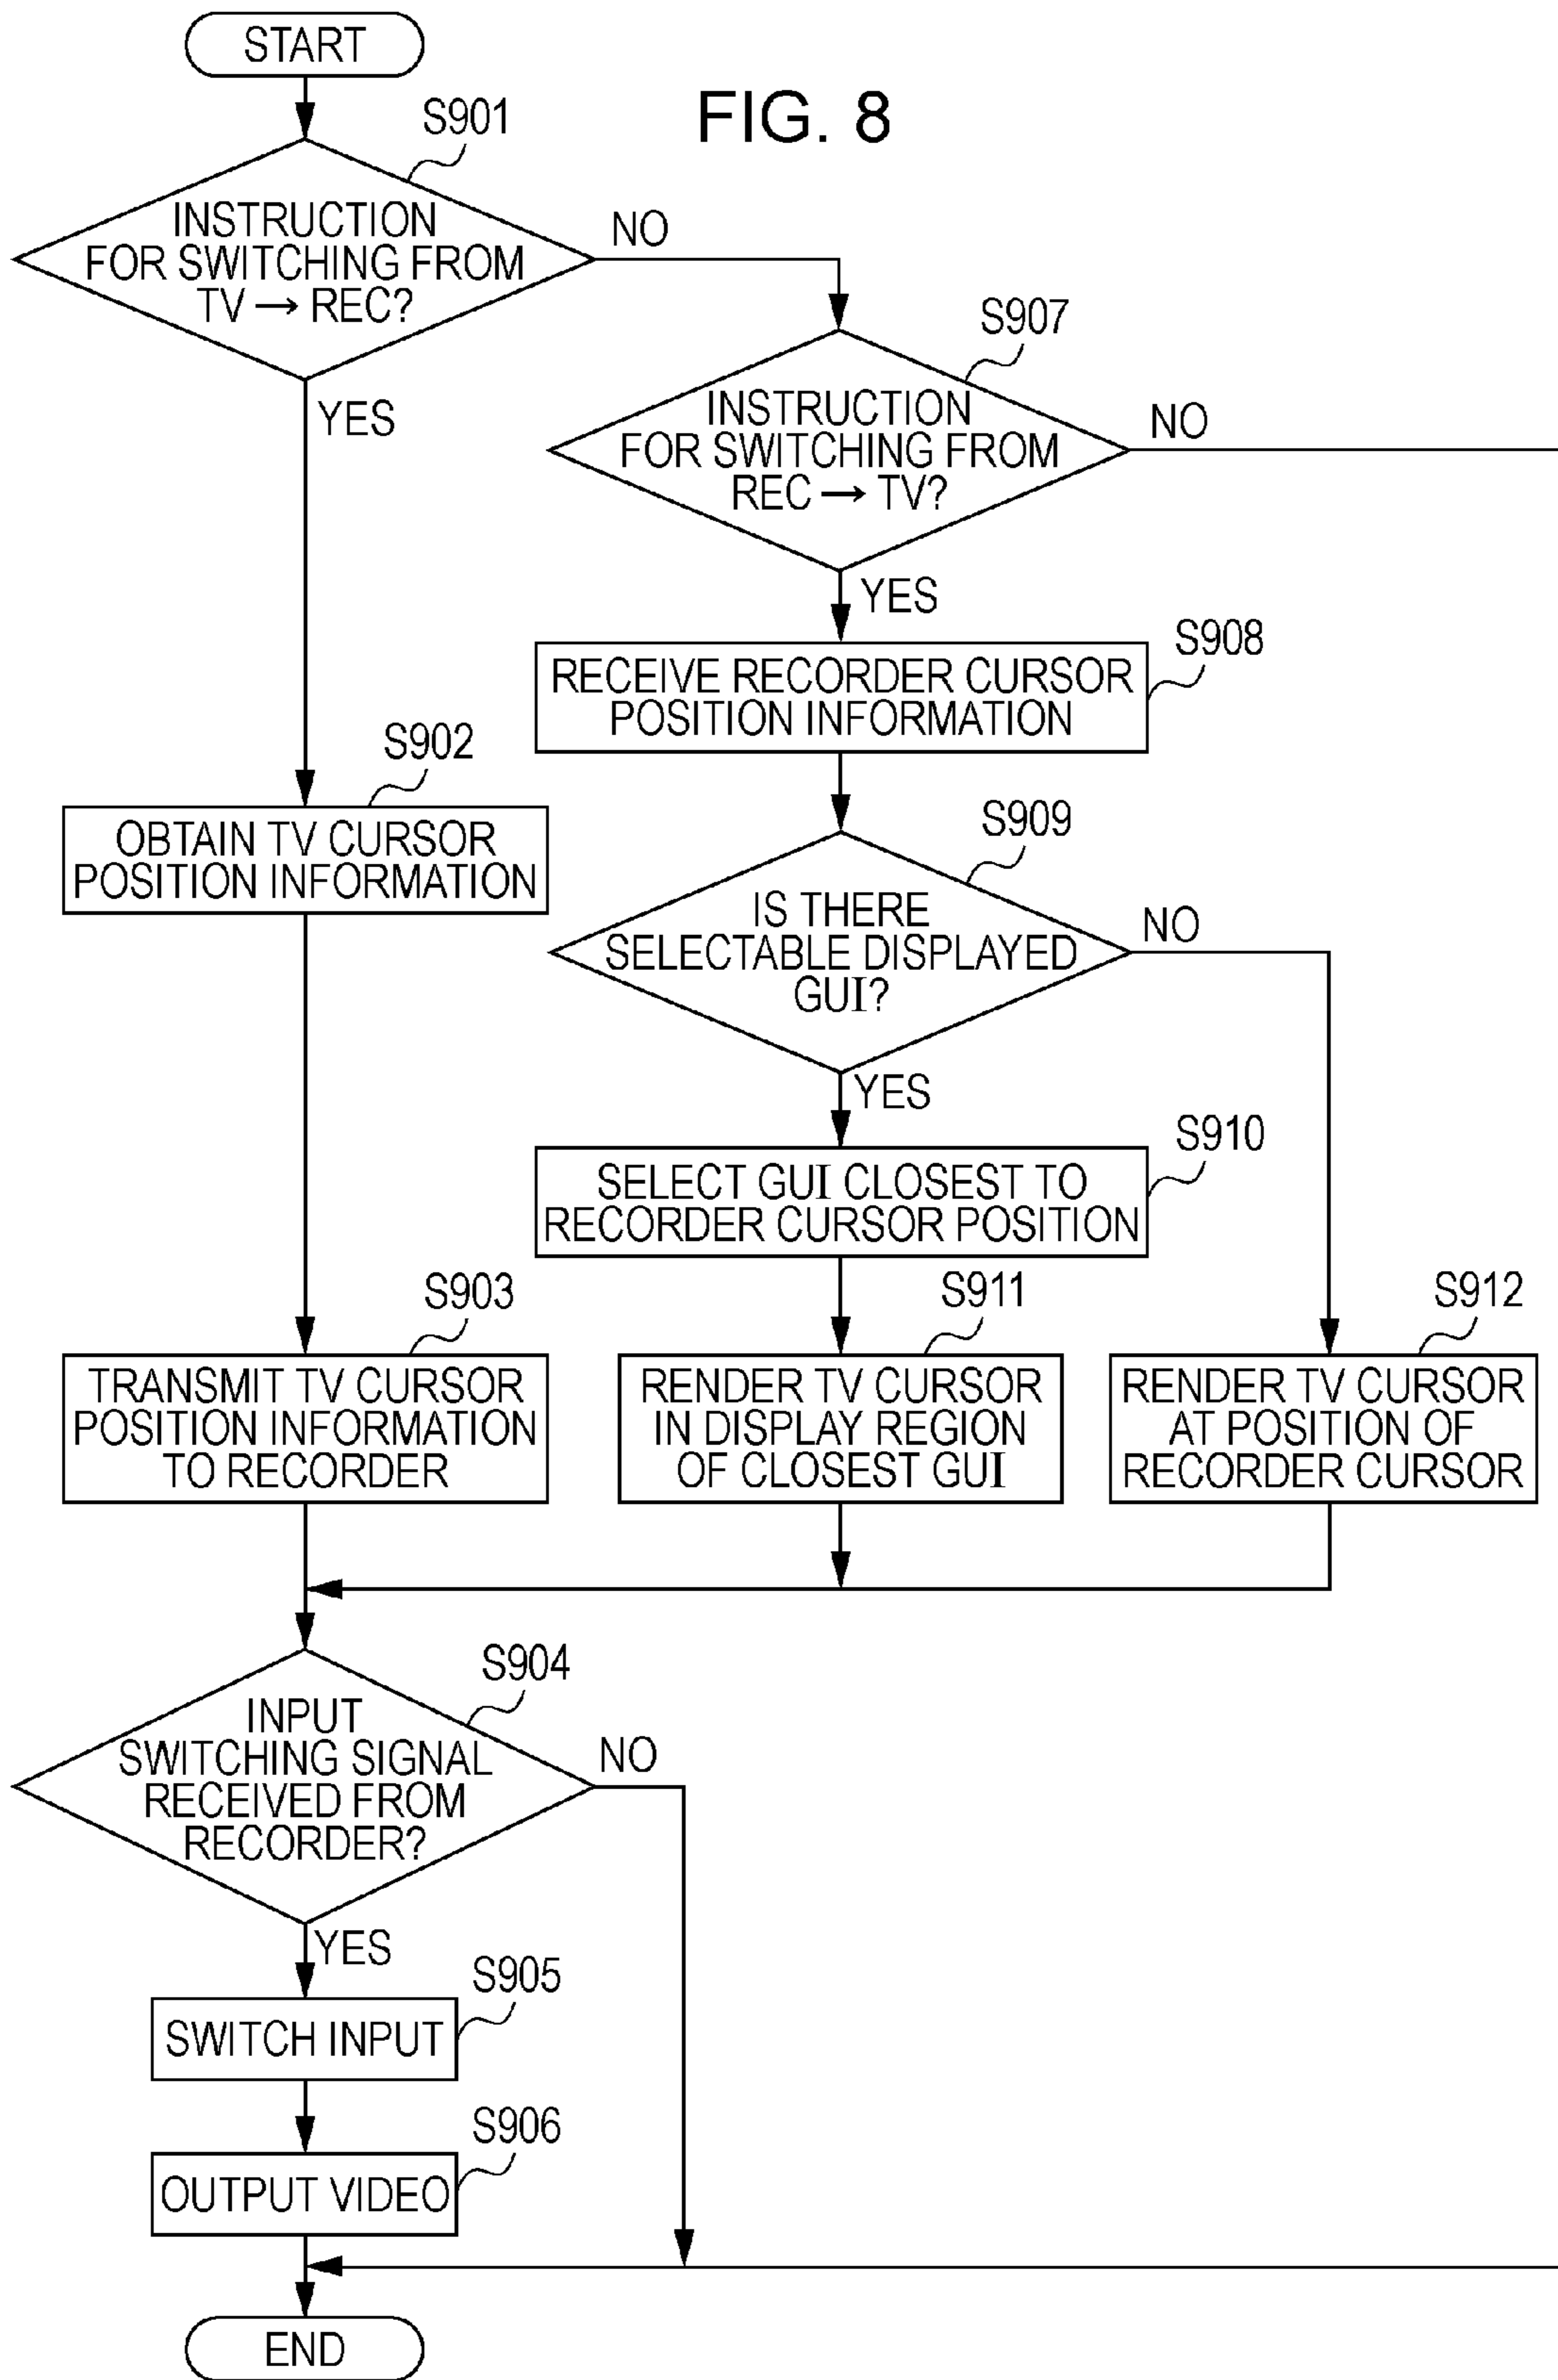 START
FIG. 8
S901
INSTRUCTION
FOR SWITCHING FROM
TV → REC?
NO
YES
S907
INSTRUCTION
FOR SWITCHING FROM
REC → TV?
NO
YES
S908
RECEIVE RECORDER CURSOR
POSITION INFORMATION
S902
OBTAIN TV CURSOR
POSITION INFORMATION
S909
IS THERE
SELECTABLE DISPLAYED
GUI?
NO
YES
S910
SELECT GUI CLOSEST TO
RECORDER CURSOR POSITION
S903
TRANSMIT TV CURSOR
POSITION INFORMATION
TO RECORDER
S911
RENDER TV CURSOR
IN DISPLAY REGION
OF CLOSEST GUI
S912
RENDER TV CURSOR
AT POSITION OF
RECORDER CURSOR
S904
INPUT
SWITCHING SIGNAL
RECEIVED FROM
RECORDER?
NO
YES
S905
SWITCH INPUT
S906
OUTPUT VIDEO
END